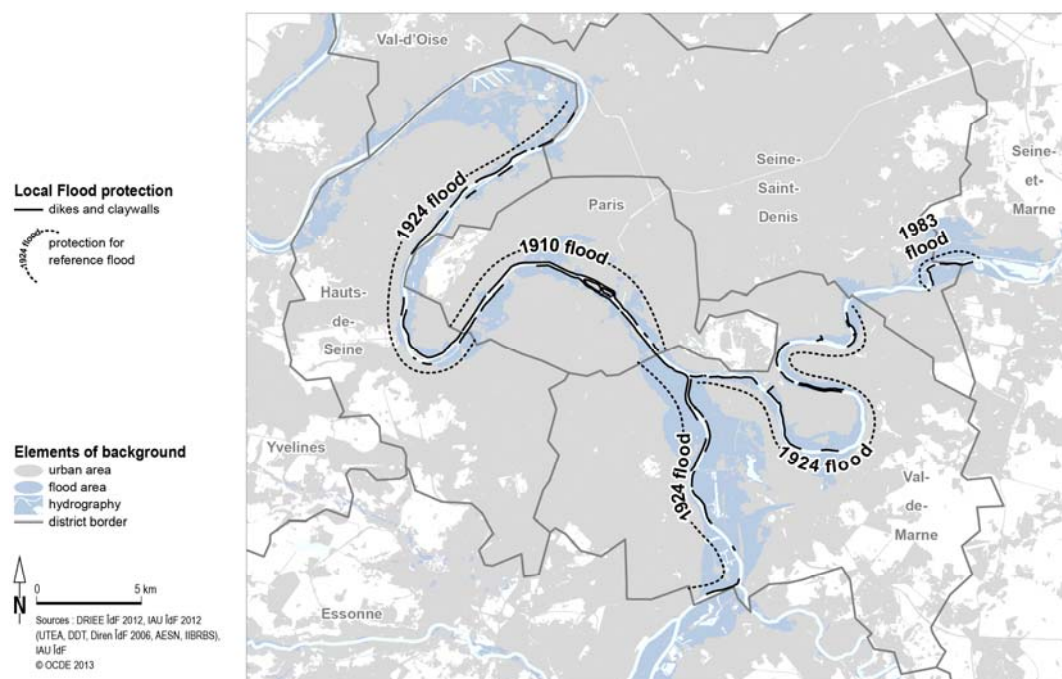 Local Flood protection
dikes and claywalls
1924 flood
protection for
reference flood
Elements of background
urban area
flood area
hydrography
district border
N
0 5 km
Sources : DRIEE ÎdF 2012, IAU ÎdF 2012
(UTEA, DDT, Diren ÎdF 2006, AESN, IIBRBS),
IAU ÎdF
© OCDE 2013
Val-d'Oise
Seine-
Saint-
Denis
Seine-
et-
Marne
Paris
1924 flood
1910 flood
1983
flood
Hauts-
de-
Seine
Yvelines
1924 flood
1924 flood
Val-
de-
Marne
Essonne